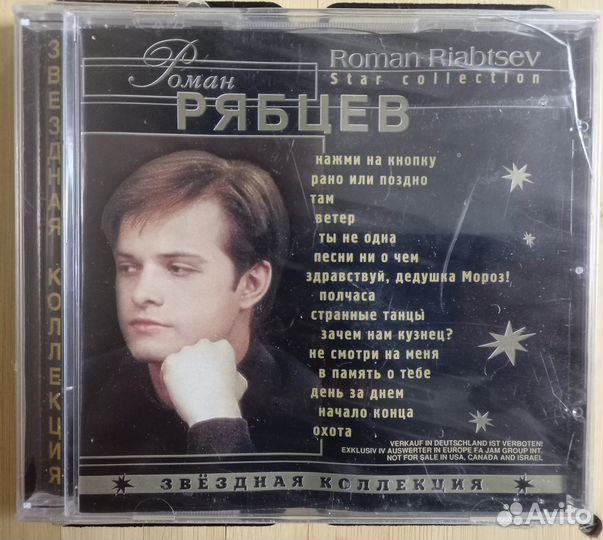 ЗВЕЗДНАЯ КОЛЛЕКЦИЯ
Роман
РЯБЦЕВ
Roman Riabtsev
Star collection
нажми на кнопку
рано или поздно
там
ветер
ты не одна
песни ни о чем
здравствуй, дедушка Мороз!
полчаса
странные танцы
зачем нам кузнец?
не смотри на меня
в память о тебе
день за днем
начало конца
охота
VERKAUF IN DEUTSCHLAND IST VERBOTEN!
EXKLUSIV IV AUSWERTER IN EUROPE FA JAM GROUP INT.
NOT FOR SALE IN USA, CANADA AND ISRAEL
ЗВЁЗДНАЯ КОЛЛЕКЦИЯ
Avito